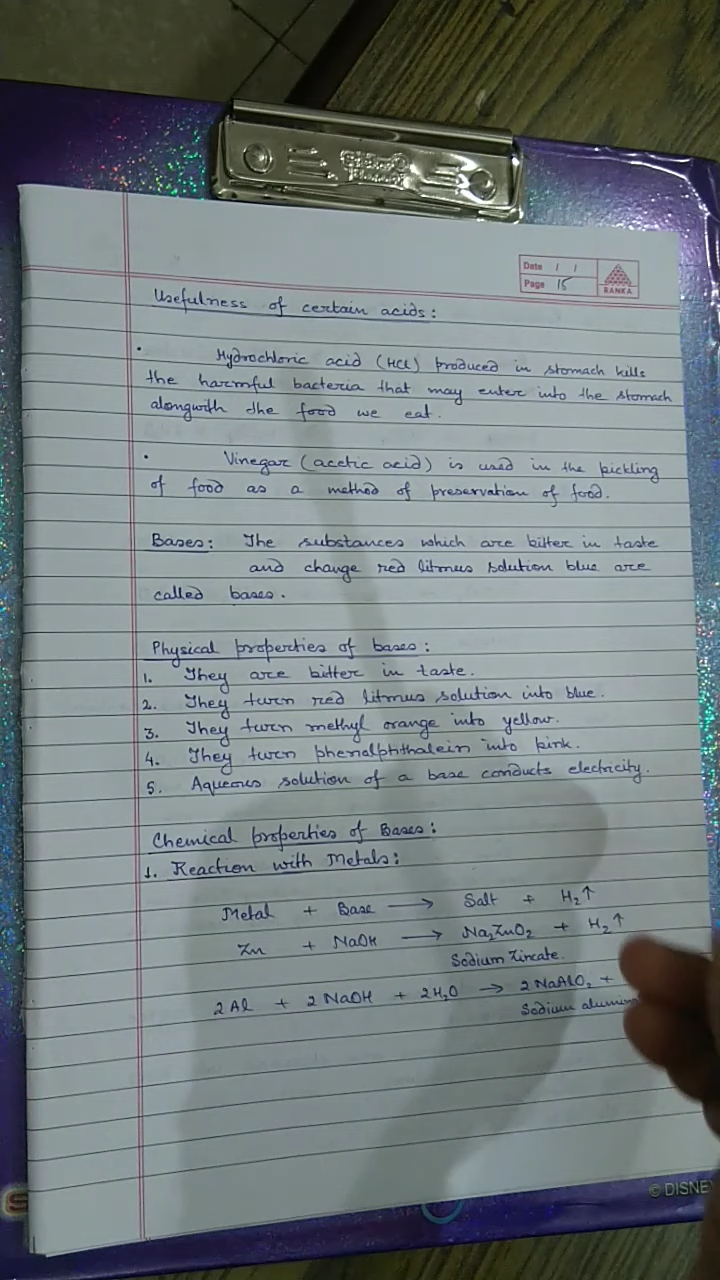 Date / /
Page 15
RANKA
Usefulness of certain acids:
• Hydrochloric acid (HCl) produced in stomach kills
the harmful bacteria that may enter into the stomach
alongwith the food we eat.
• Vinegar (acetic acid) is used in the pickling
of food as a method of preservation of food.
Bases: The substances which are bitter in taste
and change red litmus solution blue are
called bases.
Physical properties of bases:
1. They are bitter in taste.
2. They turn red litmus solution into blue.
3. They turn methyl orange into yellow.
4. They turn phenalphthalein into pink.
5. Aqueous solution of a base conducts electricity.
Chemical properties of Bases:
1. Reaction with Metals:
Metal + Base → Salt + H₂↑
Zn + NaOH → Na₂ZnO₂ + H₂↑
Sodium Zincate.
2Al + 2NaOH + 2H₂O → 2NaAlO₂ +
Sodium alumin
© DISNEY